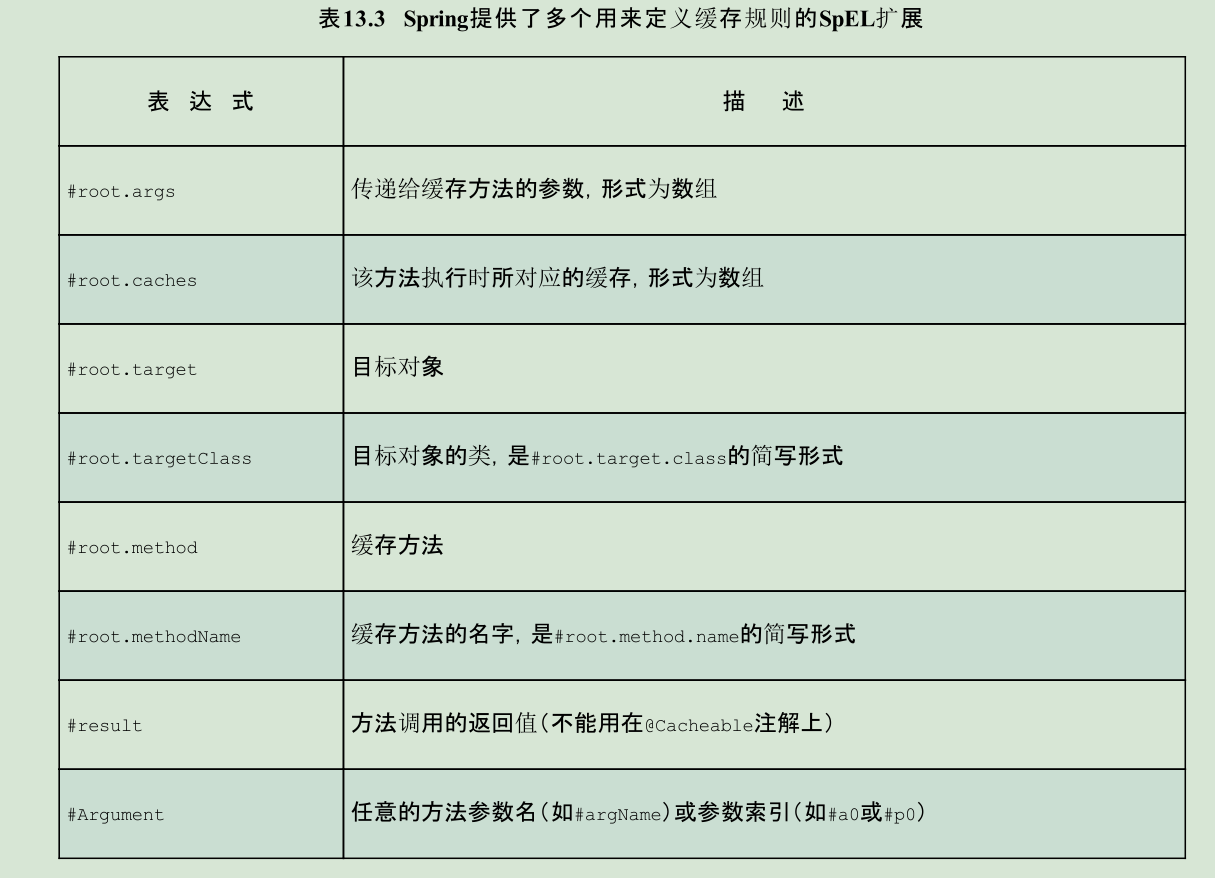 表13.3 Spring提供了多个用来定义缓存规则的SpEL扩展
表 达 式 描 述
#root.args 传递给缓存方法的参数，形式为数组
#root.caches 该方法执行时所对应的缓存，形式为数组
#root.target 目标对象
#root.targetClass 目标对象的类，是#root.target.class的简写形式
#root.method 缓存方法
#root.methodName 缓存方法的名字，是#root.method.name的简写形式
#result 方法调用的返回值（不能用在@Cacheable注解上）
#Argument 任意的方法参数名（如#argName）或参数索引（如#a0或#p0）